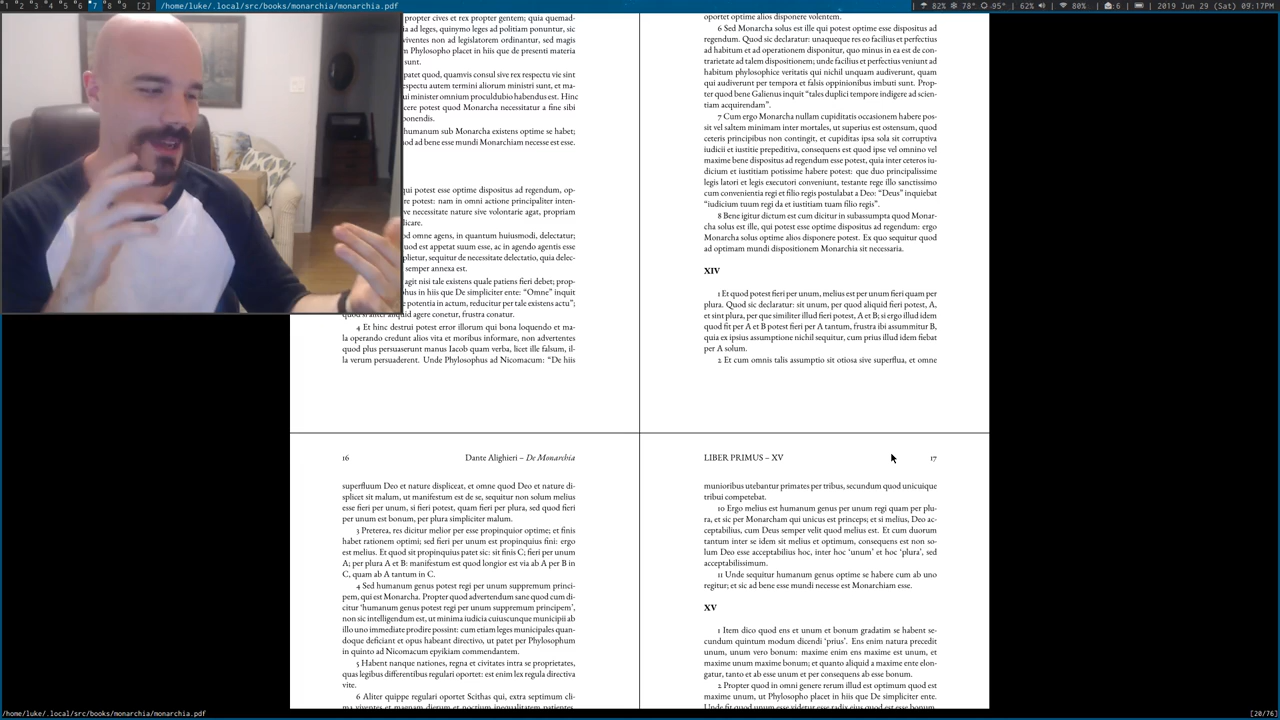 1 2 3 4 5 6 7 8 9 [2] /home/luke/.local/src/books/monarchia/monarchia.pdf
82% 78° 95° | 62% | 80% | :6 | | 2019 Jun 29 (Sat) 09:17PM
propter cives et rex propter gentem; quia quemad-
ad leges, quinymo leges ad politiam ponuntur, sic
viventes non ad legislatorem ordinantur, sed magis
Phylosopho placet in hiis que de presenti materia
sunt.
patet quod, quamvis consul sive rex respectu vie sint
espectu autem termini aliorum ministri sunt, et ma-
ui minister omnium proculdubio habendus est. Hinc
cere potest quod Monarcha necessitatur a fine sibi
ponendis.
humanum sub Monarcha existens optime se habet;
uod ad bene esse mundi Monarchiam necesse est esse.
qui potest esse optime dispositus ad regendum, op-
re potest: nam in omni actione principaliter inten-
ve necessitate nature sive volontarie agat, propriam
licare.
od omne agens, in quantum huiusmodi, delectatur;
uod est appetat suum esse, ac in agendo agentis esse
plietur, sequitur de necessitate delectatio, quia delec-
semper annexa est.
agit nisi tale existens quale patiens fieri debet; prop-
phus in hiis que De simpliciter ente: “Omne” inquit
potentia in actum, reducitur per tale existens actu”;
agere conetur, frustra conatur.
4 Et hinc destrui potest error illorum qui bona loquendo et ma-
la operando credunt alios vita et moribus informare, non advertentes
quod plus persuaserunt manus Iacob quam verba, licet ille falsum, il-
la verum persuaderent. Unde Phylosophus ad Nicomacum: “De hiis
oportet optime alios disponere volentem.
6 Sed Monarcha solus est ille qui potest optime esse dispositus ad
regendum. Quod sic declaratur: unaqueque res eo facilius et perfectius
ad habitum et ad operationem disponitur, quo minus in ea est de con-
trarietate ad talem dispositionem; unde facilius et perfectius veniunt ad
habitum phylosophice veritatis qui nichil unquam audiverunt, quam
qui audiverunt per tempora et falsis oppinionibus imbuti sunt. Prop-
ter quod bene Galienus inquit “tales duplici tempore indigere ad scien-
tiam acquirendam”.
7 Cum ergo Monarcha nullam cupiditatis occasionem habere pos-
sit vel saltem minimam inter mortales, ut superius est ostensum, quod
ceteris principibus non contingit, et cupiditas ipsa sola sit corruptiva
iudicii et iustitie prepeditiva, consequens est quod ipse vel omnino vel
maxime bene dispositus ad regendum esse potest, quia inter ceteros iu-
dicium et iustitiam potissime habere potest: que duo principalissime
legis latori et legis executori conveniunt, testante rege illo sanctissimo
cum convenientia regi et filio regis postulabat a Deo: “Deus” inquiebat
“iudicium tuum regi da et iustitiam tuam filio regis”.
8 Bene igitur dictum est cum dicitur in subassumpta quod Monar-
cha solus est ille, qui potest esse optime dispositus ad regendum: ergo
Monarcha solus optime alios disponere potest. Ex quo sequitur quod
ad optimam mundi dispositionem Monarchia sit necessaria.
XIV
1 Et quod potest fieri per unum, melius est per unum fieri quam per
plura. Quod sic declaratur: sit unum, per quod aliquid fieri potest, A,
et sint plura, per que similiter illud fieri potest, A et B; si ergo illud idem
quod fit per A et B potest fieri per A tantum, frustra ibi assummitur B,
quia ex ipsius assumptione nichil sequitur, cum prius illud idem fiebat
per A solum.
2 Et cum omnis talis assumptio sit otiosa sive superflua, et omne
16 Dante Alighieri – De Monarchia
superfluum Deo et nature displiceat, et omne quod Deo et nature di-
splicet sit malum, ut manifestum est de se, sequitur non solum melius
esse fieri per unum, si fieri potest, quam fieri per plura, sed quod fieri
per unum est bonum, per plura simpliciter malum.
3 Preterea, res dicitur melior per esse propinquior optime; et finis
habet rationem optimi; sed fieri per unum est propinquius fini: ergo
est melius. Et quod sit propinquius patet sic: sit finis C; fieri per unum
A; per plura A et B: manifestum est quod longior est via ab A per B in
C, quam ab A tantum in C.
4 Sed humanum genus potest regi per unum suppremum princi-
pem, qui est Monarcha. Propter quod advertendum sane quod cum di-
citur ‘humanum genus potest regi per unum suppremum principem’,
non sic intelligendum est, ut minima iudicia cuiuscunque municipii ab
illo uno immediate prodire possint: cum etiam leges municipales quan-
doque deficiant et opus habeant directivo, ut patet per Phylosophum
in quinto ad Nicomacum epyikiam commendantem.
5 Habent nanque nationes, regna et civitates intra se proprietates,
quas legibus differentibus regulari oportet: est enim lex regula directiva
vite.
6 Aliter quippe regulari oportet Scithas qui, extra septimum cli-
ma viventes et magnam dierum et noctium inequalitatem patientes,
LIBER PRIMUS – XV 17
munioribus utebantur primates per tribus, secundum quod unicuique
tribui competebat.
10 Ergo melius est humanum genus per unum regi quam per plu-
ra, et sic per Monarcham qui unicus est princeps; et si melius, Deo ac-
ceptabilius, cum Deus semper velit quod melius est. Et cum duorum
tantum inter se idem sit melius et optimum, consequens est non so-
lum Deo esse acceptabilius hoc, inter hoc ‘unum’ et hoc ‘plura’, sed
acceptabilissimum.
11 Unde sequitur humanum genus optime se habere cum ab uno
regitur; et sic ad bene esse mundi necesse est Monarchiam esse.
XV
1 Item dico quod ens et unum et bonum gradatim se habent se-
cundum quintum modum dicendi ‘prius’. Ens enim natura precedit
unum, unum vero bonum: maxime enim ens maxime est unum, et
maxime unum maxime bonum; et quanto aliquid a maxime ente elon-
gatur, tanto et ab esse unum et per consequens ab esse bonum.
2 Propter quod in omni genere rerum illud est optimum quod est
maxime unum, ut Phylosopho placet in hiis que De simpliciter ente.
Unde fit quod unum esse videtur esse radix eius quod est esse bonum,
/home/luke/.local/src/books/monarchia/monarchia.pdf [20/76]